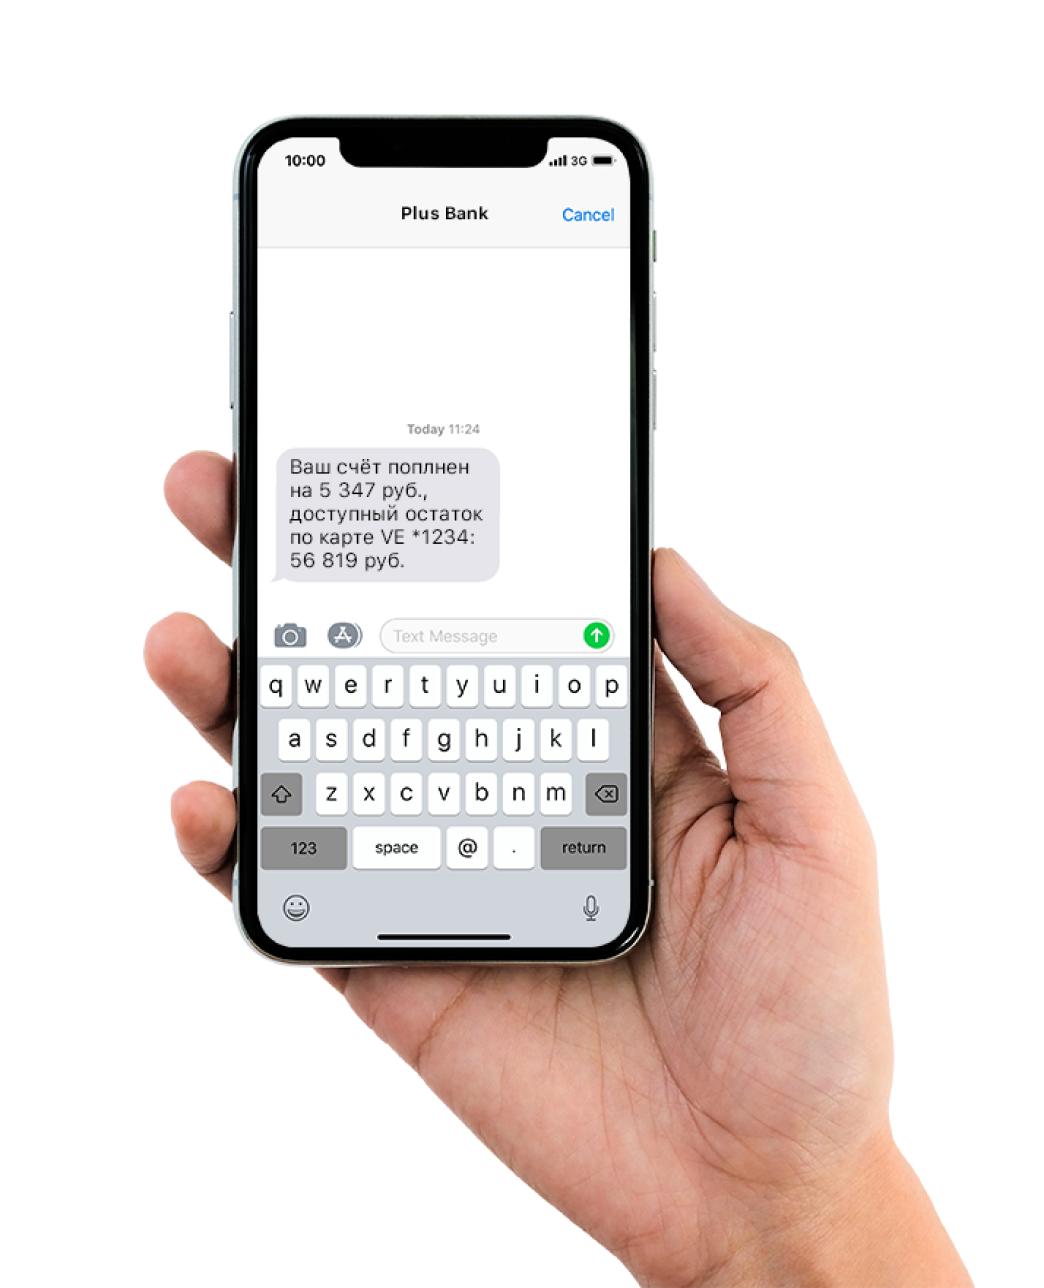 10:00 3G
Plus Bank Cancel
Today 11:24
Ваш счёт поплнен
на 5 347 руб.,
доступный остаток
по карте VE *1234:
56 819 руб.
Text Message
q w e r t y u i o p
a s d f g h j k l
z x c v b n m
123 space @ . return